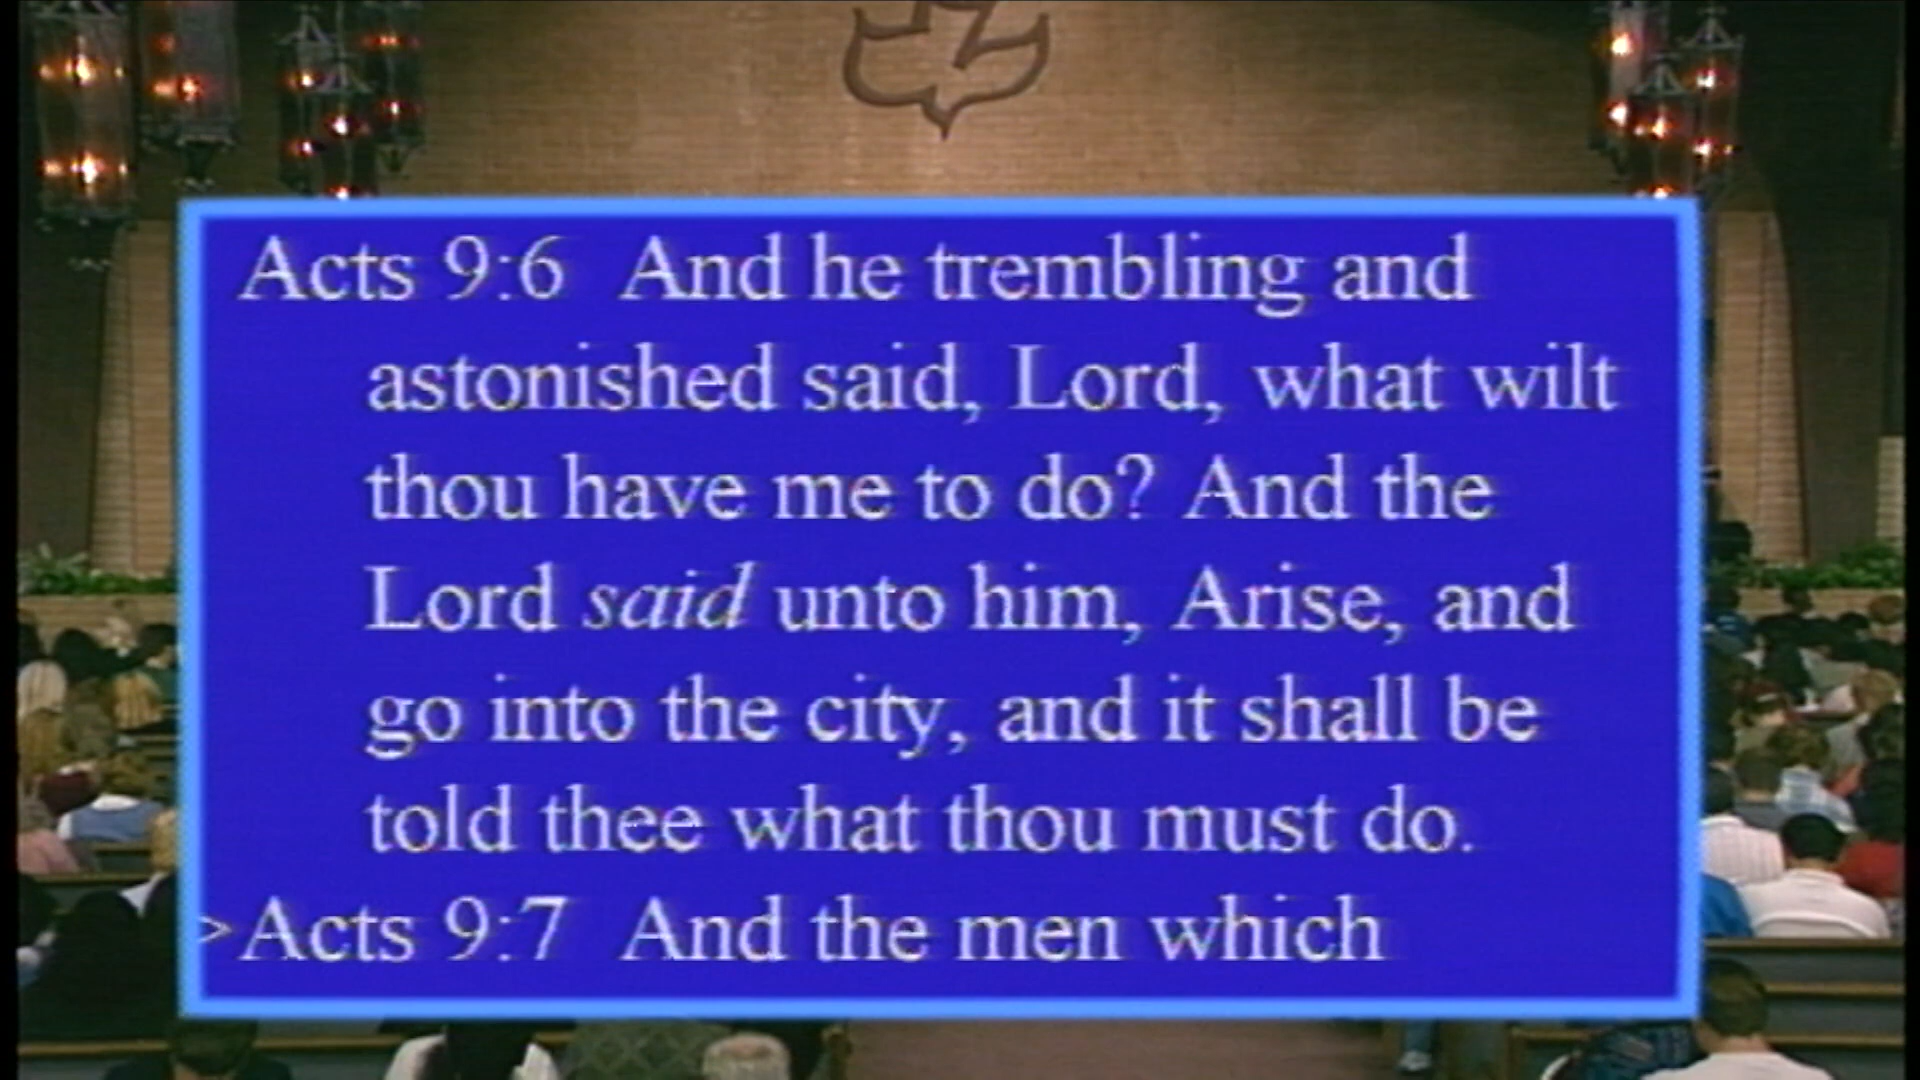 Acts 9:6 And he trembling and
astonished said, Lord, what wilt
thou have me to do? And the
Lord said unto him, Arise, and
go into the city, and it shall be
told thee what thou must do.
>Acts 9:7 And the men which